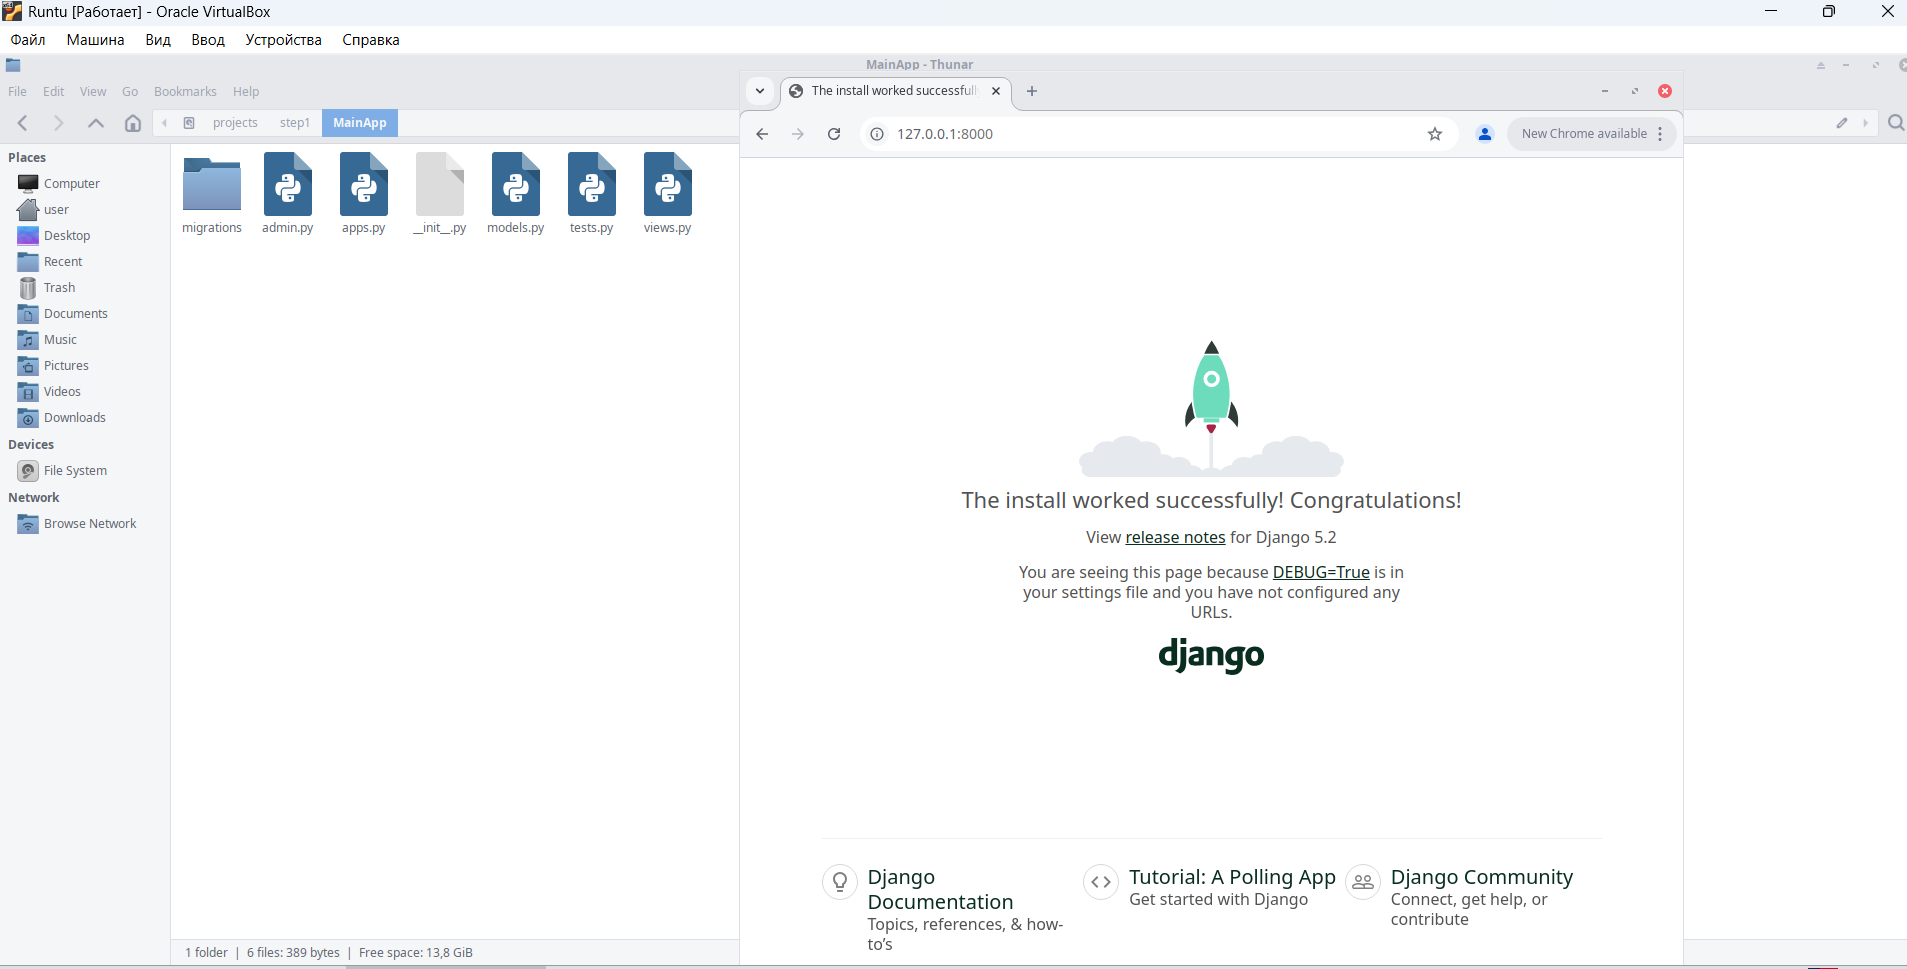 Runtu [Работает] - Oracle VirtualBox
Файл Машина Вид Ввод Устройства Справка
MainApp - Thunar
File Edit View Go Bookmarks Help
projects step1 MainApp
Places
Computer
user
Desktop
Recent
Trash
Documents
Music
Pictures
Videos
Downloads
Devices
File System
Network
Browse Network
migrations admin.py apps.py __init__.py models.py tests.py views.py
1 folder | 6 files: 389 bytes | Free space: 13,8 GiB
The install worked successful
127.0.0.1:8000
New Chrome available
The install worked successfully! Congratulations!
View release notes for Django 5.2
You are seeing this page because DEBUG=True is in
your settings file and you have not configured any
URLs.
django
Django
Documentation
Topics, references, & how-
to's
Tutorial: A Polling App
Get started with Django
Django Community
Connect, get help, or
contribute